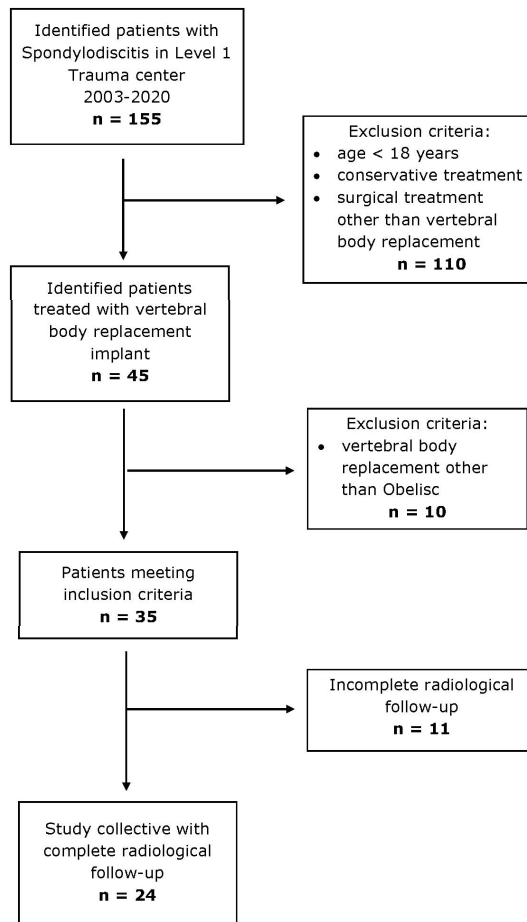 Identified patients with
Spondylodiscitis in Level 1
Trauma center
2003-2020
n = 155
Exclusion criteria:
• age < 18 years
• conservative treatment
• surgical treatment
other than vertebral
body replacement
n = 110
Identified patients
treated with vertebral
body replacement
implant
n = 45
Exclusion criteria:
• vertebral body
replacement other
than Obelisc
n = 10
Patients meeting
inclusion criteria
n = 35
Incomplete radiological
follow-up
n = 11
Study collective with
complete radiological
follow-up
n = 24